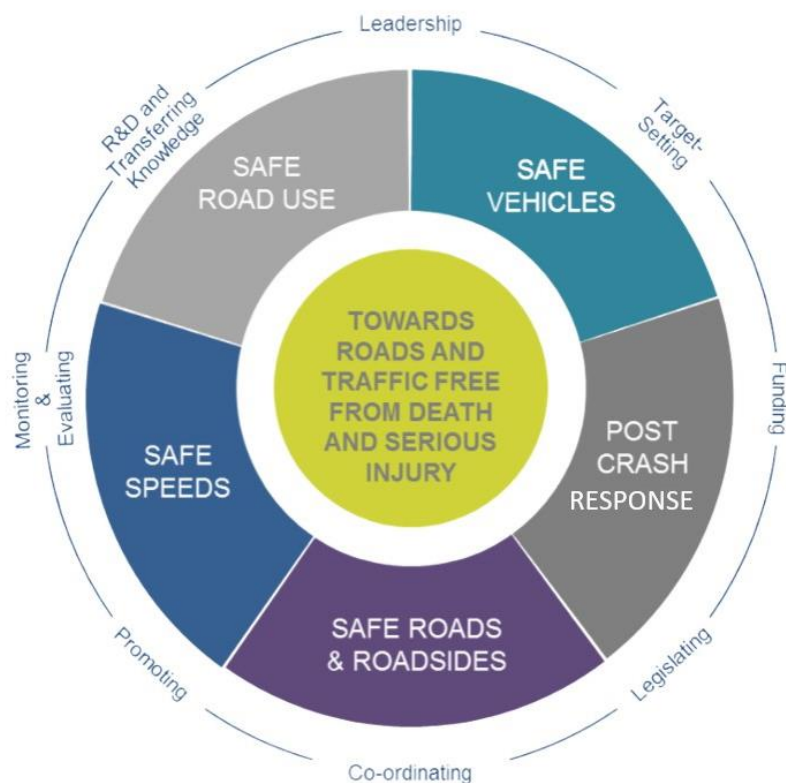 Leadership
Target-
Setting
Funding
Legislating
Co-ordinating
Promoting
Monitoring
&
Evaluating
R&D and
Transferring
Knowledge
SAFE
ROAD USE
SAFE
VEHICLES
POST
CRASH
RESPONSE
SAFE ROADS
& ROADSIDES
SAFE
SPEEDS
TOWARDS
ROADS AND
TRAFFIC FREE
FROM DEATH
AND SERIOUS
INJURY